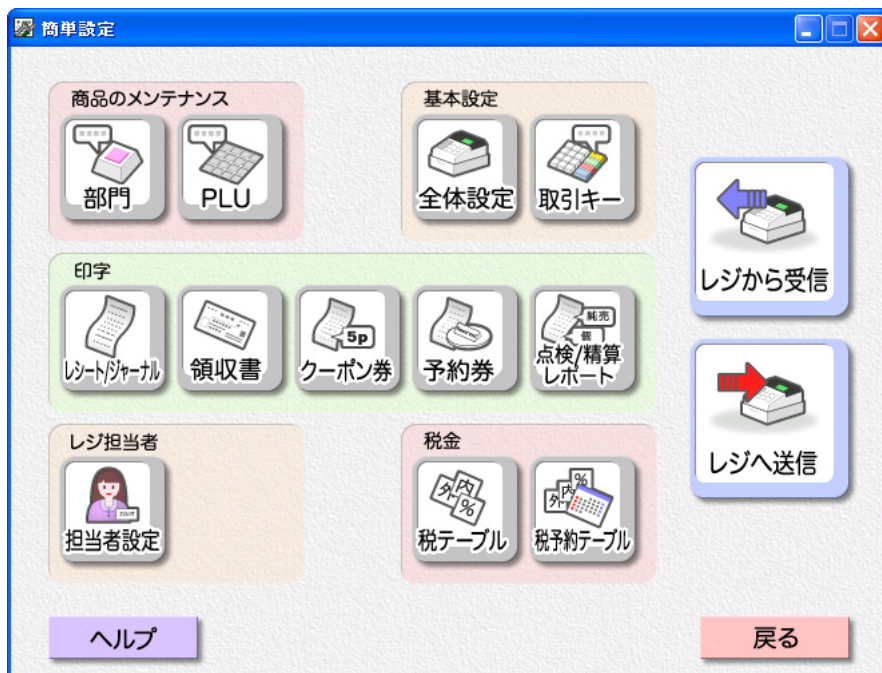 簡単設定
商品のメンテナンス
部門
PLU
基本設定
全体設定
取引キー
レジから受信
レジへ送信
印字
レシート/ジャーナル
領収書
5p
クーポン券
予約券
純売
個
点検/精算
レポート
レジ担当者
担当者設定
税金
外
内
%
税テーブル
外
内
%
税予約テーブル
ヘルプ
戻る